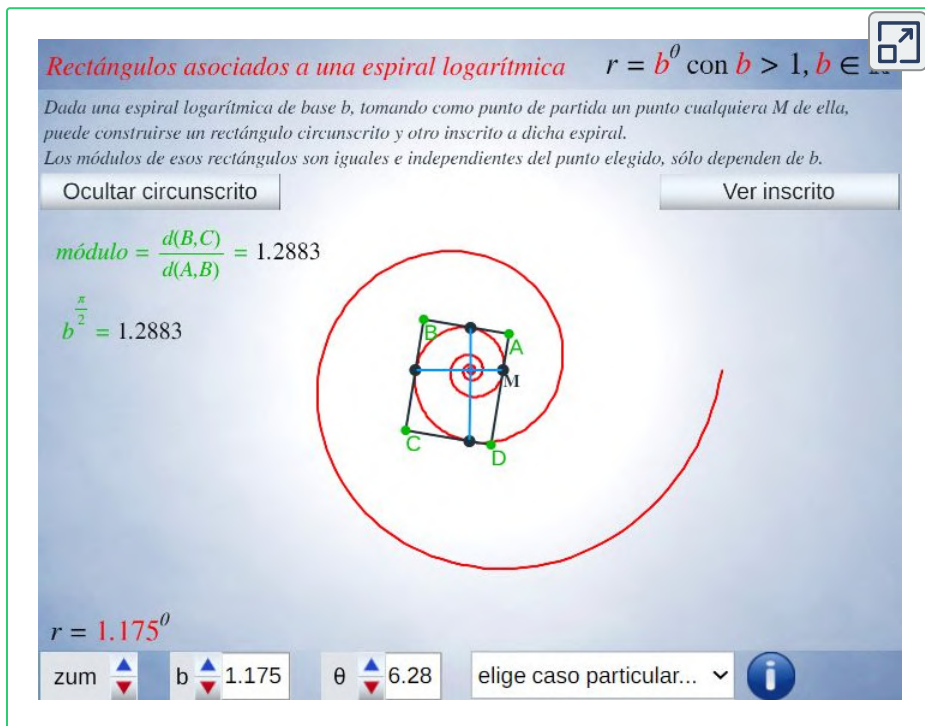 Rectángulos asociados a una espiral logarítmica r = b^θ con b > 1, b ∈
Dada una espiral logarítmica de base b, tomando como punto de partida un punto cualquiera M de ella,
puede construirse un rectángulo circunscrito y otro inscrito a dicha espiral.
Los módulos de esos rectángulos son iguales e independientes del punto elegido, sólo dependen de b.
Ocultar circunscrito Ver inscrito
módulo = d(B,C)/d(A,B) = 1.2883
b^(π/2) = 1.2883
B
A
M
C
D
r = 1.175^θ
zum b 1.175 θ 6.28 elige caso particular... i